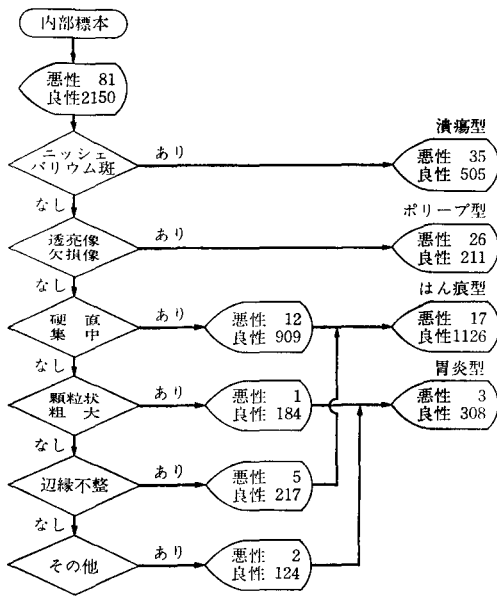 内部標本
悪性 81
良性2150
ニッシェ
バリウム斑
あり
潰瘍型
悪性 35
良性 505
なし
透亮像
欠損像
あり
ポリープ型
悪性 26
良性 211
なし
硬直
集中
あり
悪性 12
良性 909
はん痕型
悪性 17
良性1126
なし
顆粒状
粗大
あり
悪性 1
良性 184
胃炎型
悪性 3
良性 308
なし
辺縁不整
あり
悪性 5
良性 217
なし
その他
あり
悪性 2
良性 124